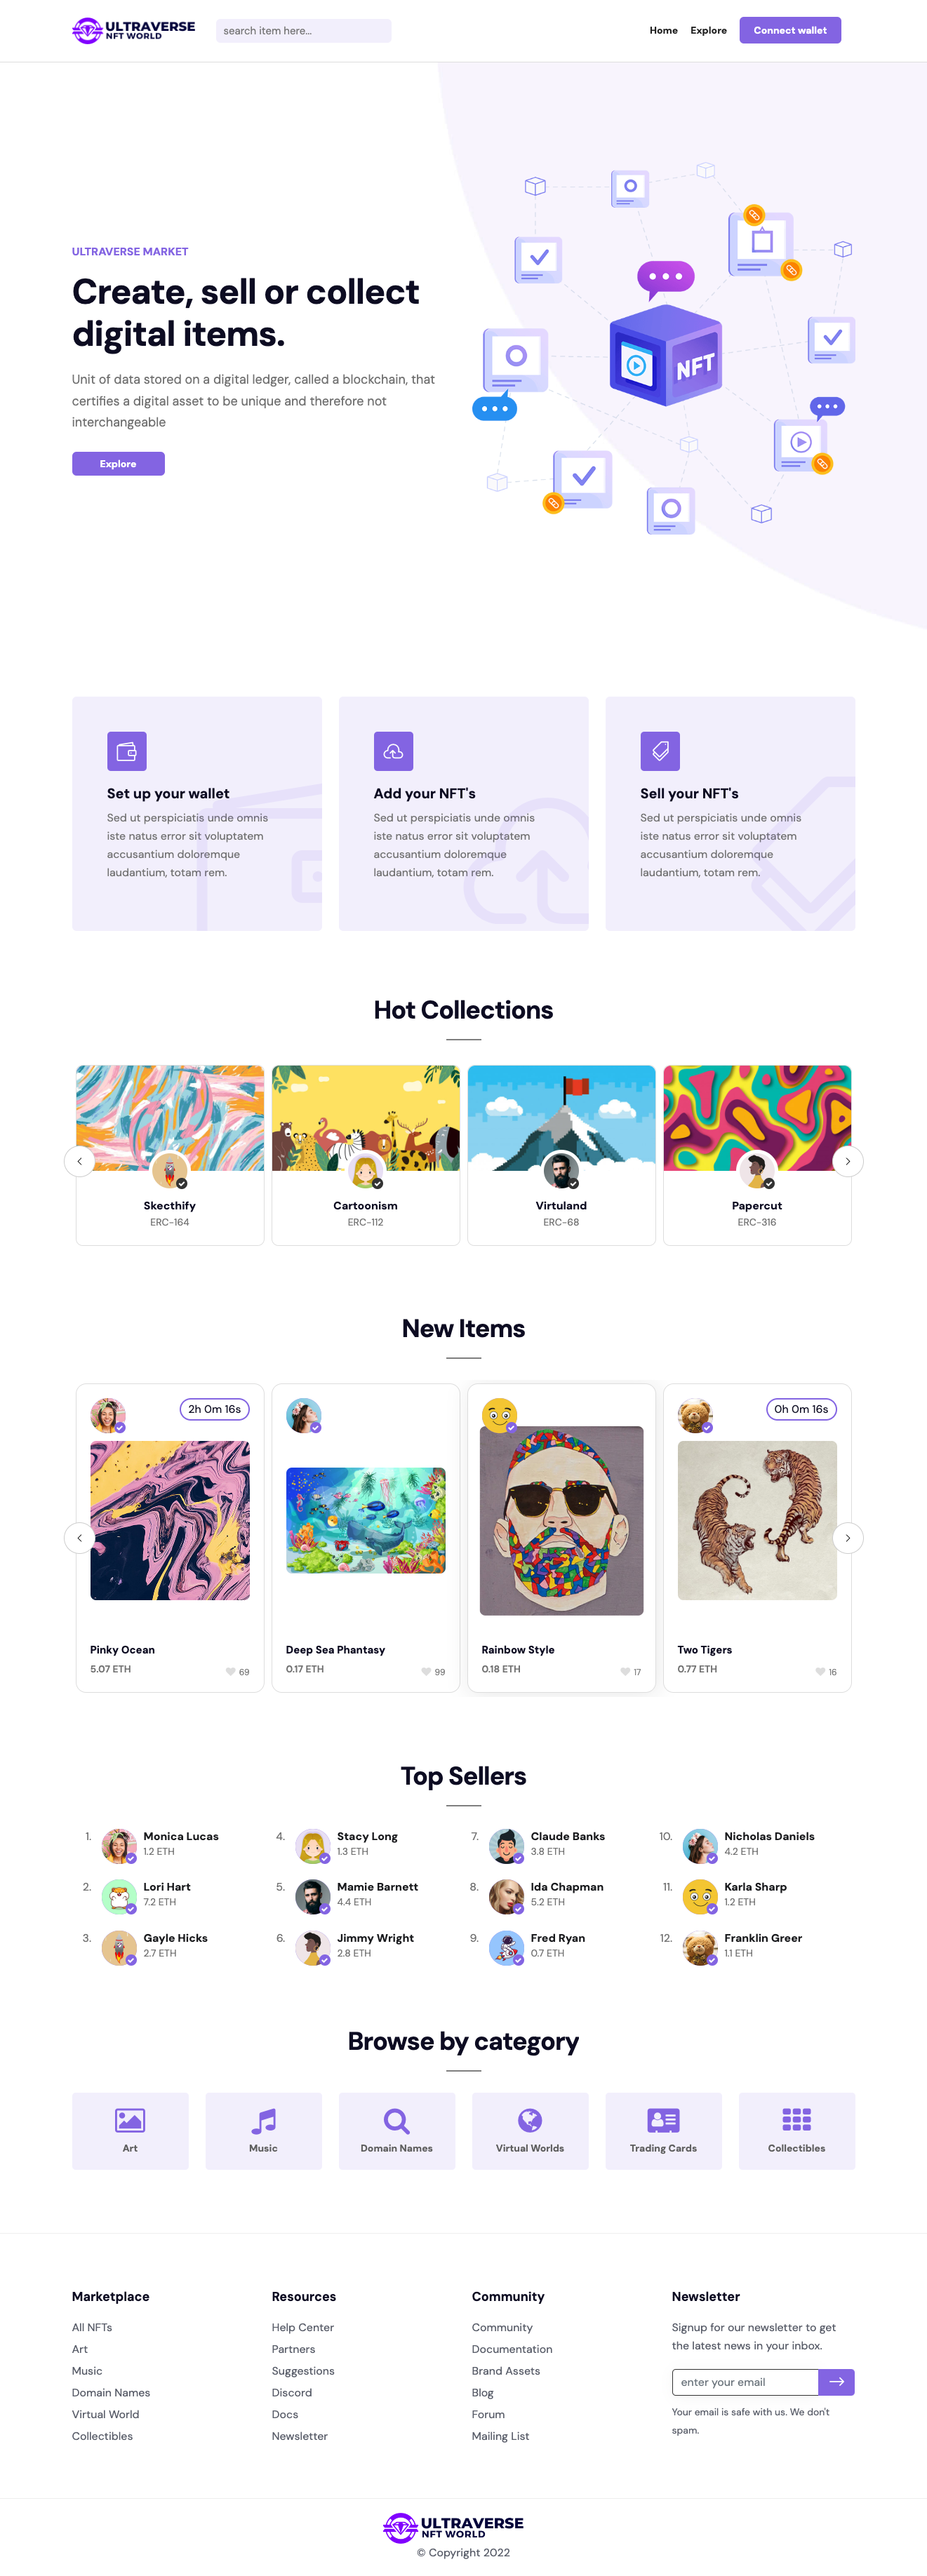 ULTRAVERSE
NFT WORLD
search item here...
Home
Explore
Connect wallet
ULTRAVERSE MARKET
Create, sell or collect
digital items.
Unit of data stored on a digital ledger, called a blockchain, that
certifies a digital asset to be unique and therefore not
interchangeable
Explore
NFT
Set up your wallet
Sed ut perspiciatis unde omnis
iste natus error sit voluptatem
accusantium doloremque
laudantium, totam rem.
Add your NFT's
Sed ut perspiciatis unde omnis
iste natus error sit voluptatem
accusantium doloremque
laudantium, totam rem.
Sell your NFT's
Sed ut perspiciatis unde omnis
iste natus error sit voluptatem
accusantium doloremque
laudantium, totam rem.
Hot Collections
Skecthify
ERC-164
Cartoonism
ERC-112
Virtuland
ERC-68
Papercut
ERC-316
New Items
2h 0m 16s
Pinky Ocean
5.07 ETH
69
Deep Sea Phantasy
0.17 ETH
99
Rainbow Style
0.18 ETH
17
0h 0m 16s
Two Tigers
0.77 ETH
16
Top Sellers
1.
Monica Lucas
1.2 ETH
2.
Lori Hart
7.2 ETH
3.
Gayle Hicks
2.7 ETH
4.
Stacy Long
1.3 ETH
5.
Mamie Barnett
4.4 ETH
6.
Jimmy Wright
2.8 ETH
7.
Claude Banks
3.8 ETH
8.
Ida Chapman
5.2 ETH
9.
Fred Ryan
0.7 ETH
10.
Nicholas Daniels
4.2 ETH
11.
Karla Sharp
1.2 ETH
12.
Franklin Greer
1.1 ETH
Browse by category
Art
Music
Domain Names
Virtual Worlds
Trading Cards
Collectibles
Marketplace
All NFTs
Art
Music
Domain Names
Virtual World
Collectibles
Resources
Help Center
Partners
Suggestions
Discord
Docs
Newsletter
Community
Community
Documentation
Brand Assets
Blog
Forum
Mailing List
Newsletter
Signup for our newsletter to get
the latest news in your inbox.
enter your email
Your email is safe with us. We don't
spam.
ULTRAVERSE
NFT WORLD
© Copyright 2022